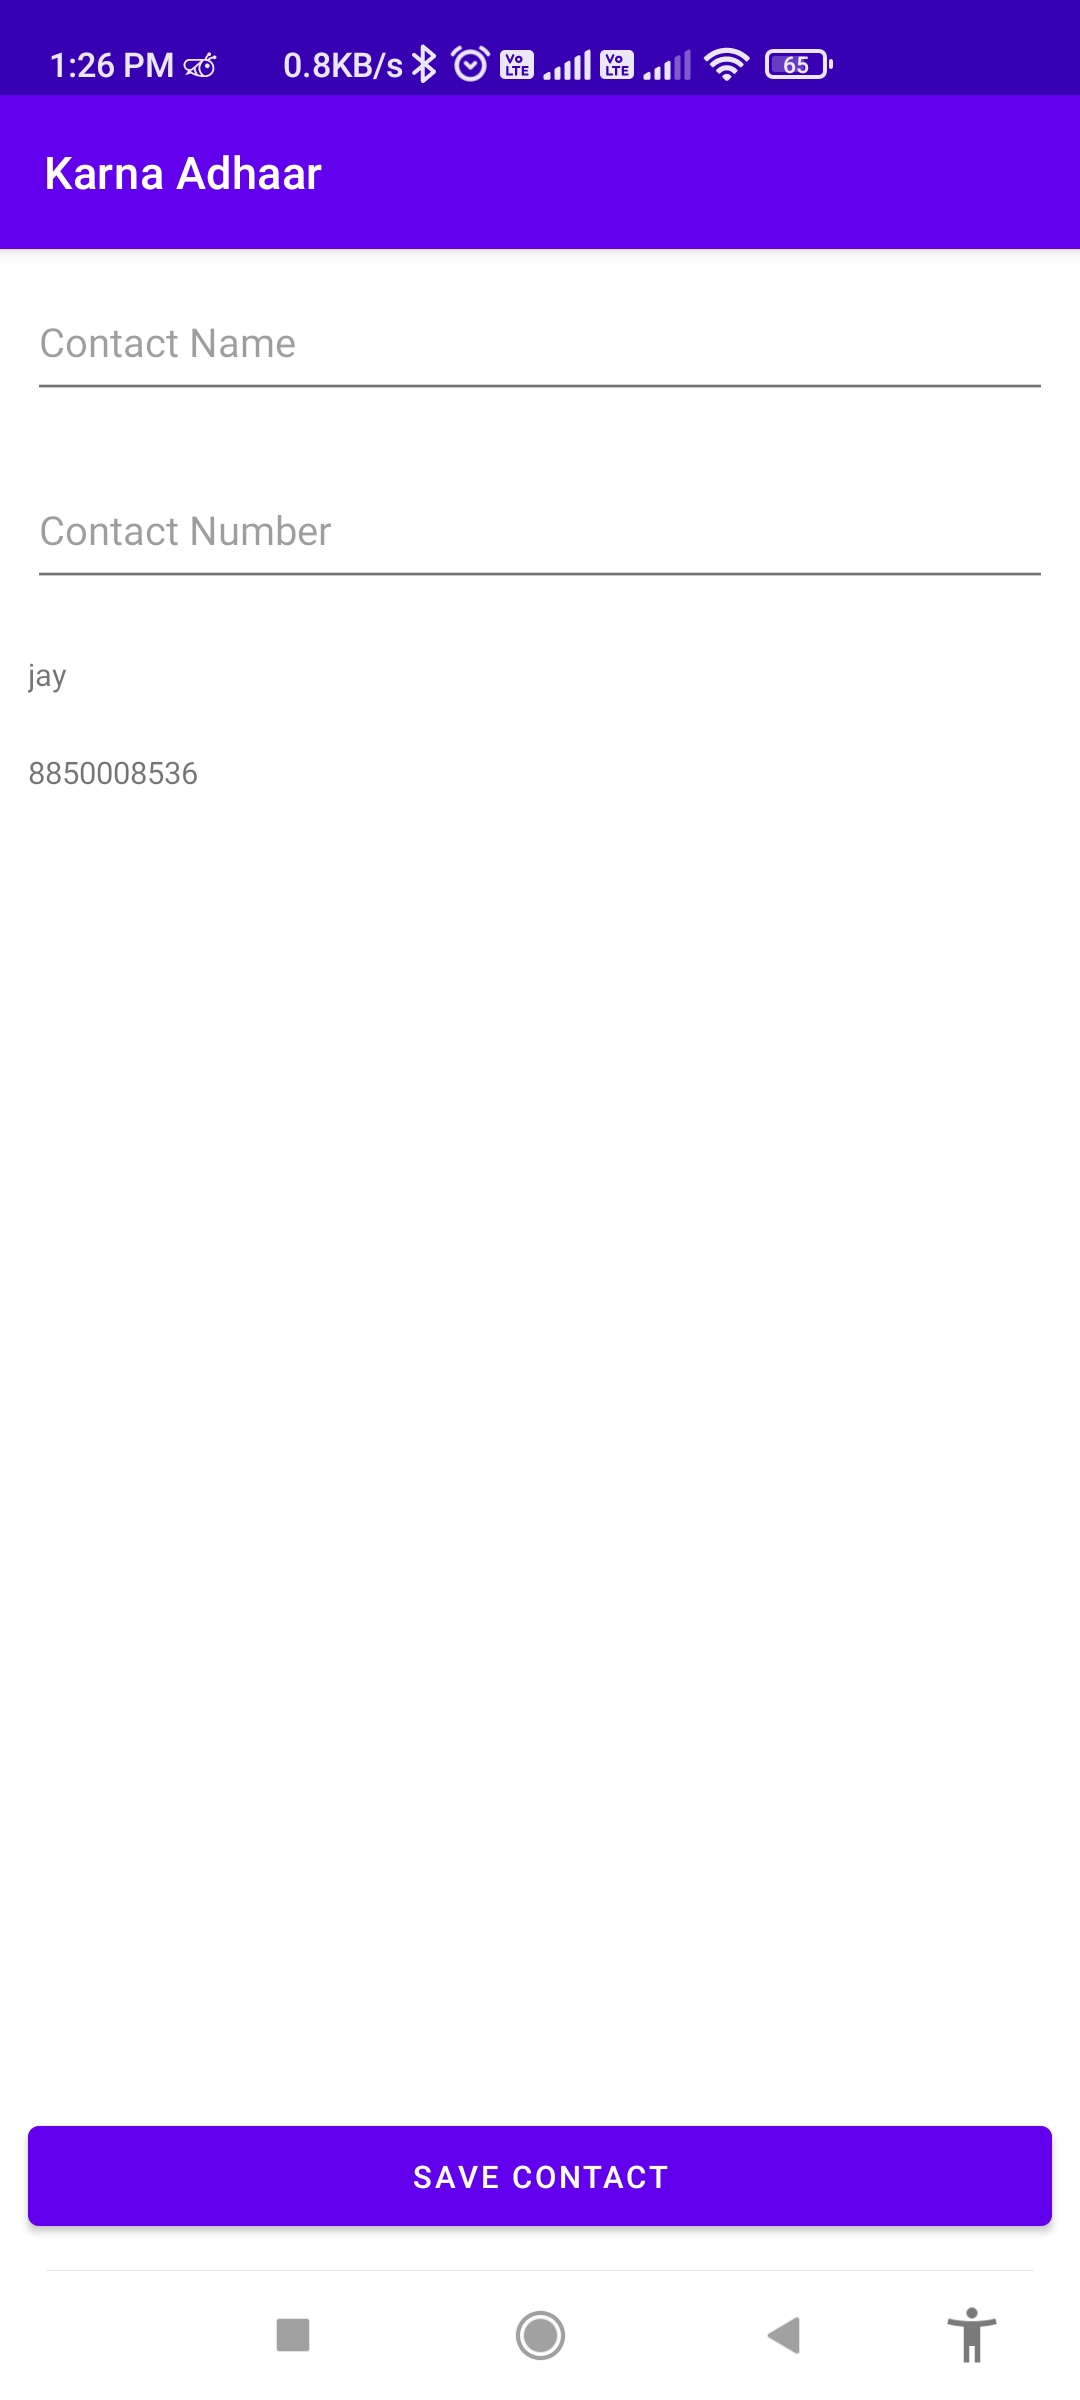 1:26 PM 0.8KB/s Vo LTE Vo LTE 65
Karna Adhaar
Contact Name
Contact Number
jay
8850008536
SAVE CONTACT